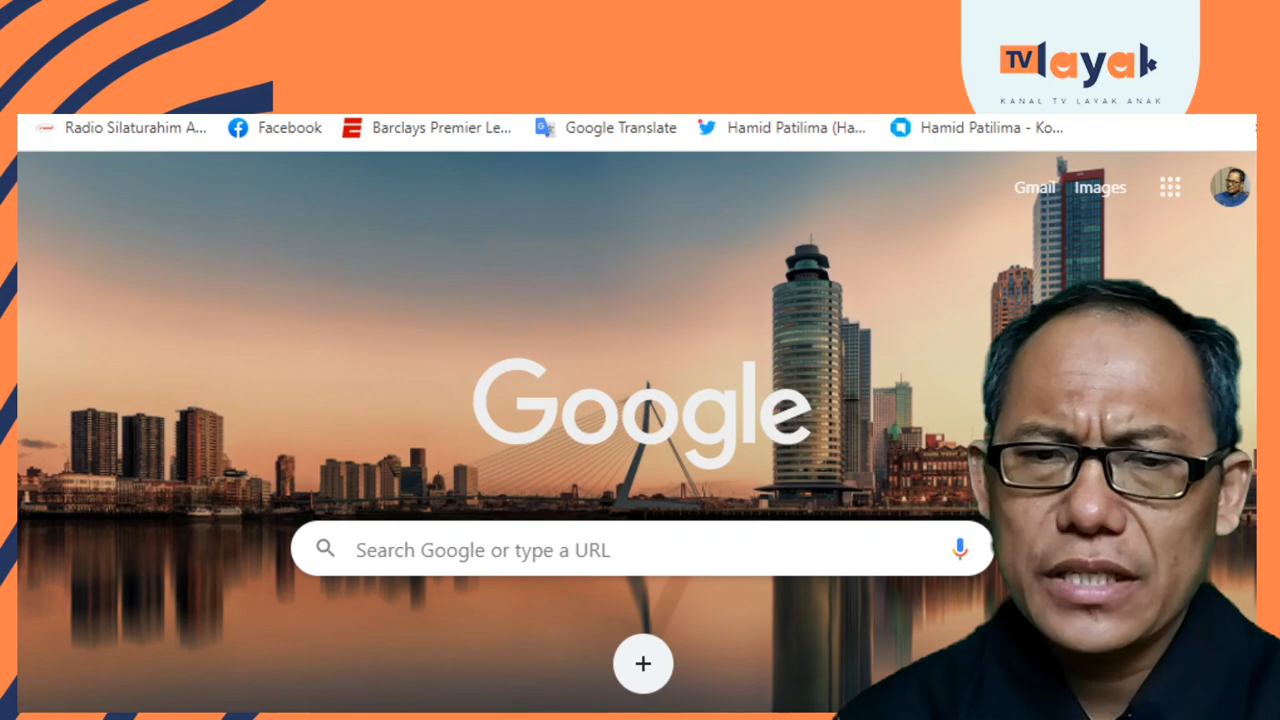 TV layak
KANAL TV LAYAK ANAK
Radio Silaturahim A... Facebook Barclays Premier Le... Google Translate Hamid Patilima (Ha... Hamid Patilima - Ko...
Gmail Images
Google
Search Google or type a URL